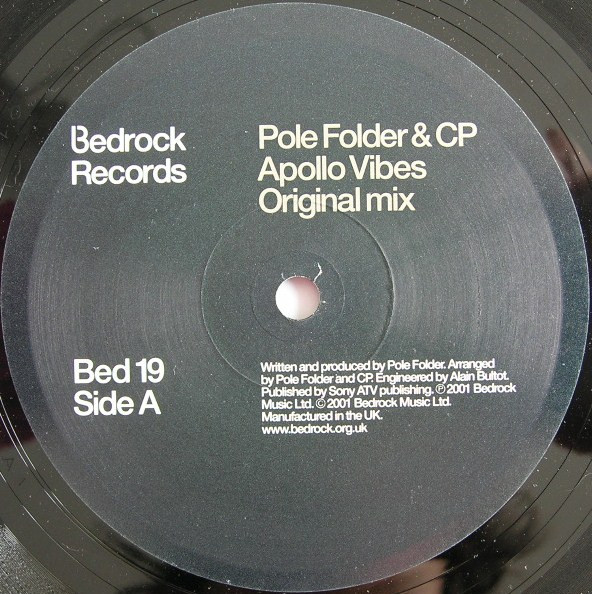 Bedrock
Records
Pole Folder & CP
Apollo Vibes
Original mix
Bed 19
Side A
Written and produced by Pole Folder. Arranged
by Pole Folder and CP. Engineered by Alain Bultot.
Published by Sony ATV publishing. ℗ 2001 Bedrock
Music Ltd. © 2001 Bedrock Music Ltd.
Manufactured in the UK.
www.bedrock.org.uk